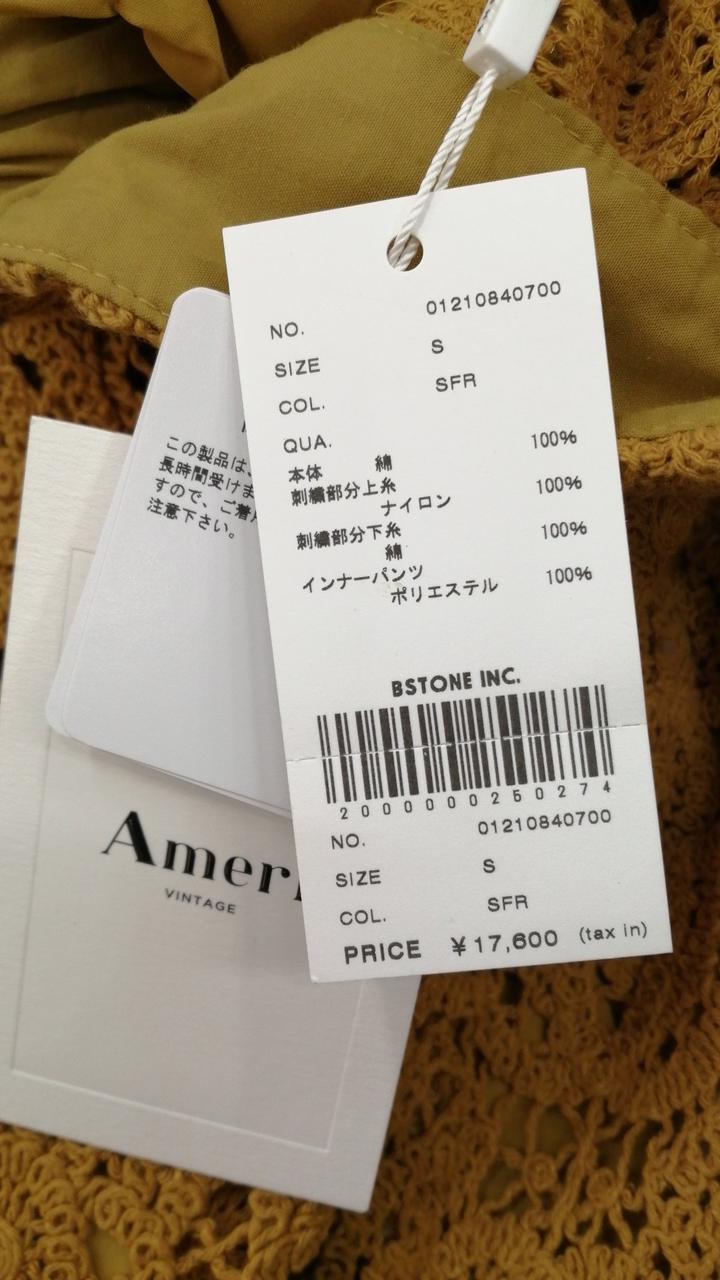 NO. 01210840700
SIZE S
COL. SFR
QUA.
本体 綿 100%
刺繍部分上糸
ナイロン 100%
刺繍部分下糸
綿 100%
インナーパンツ
ポリエステル 100%
BSTONE INC.
2000000250274
NO. 01210840700
SIZE S
COL. SFR
PRICE ¥17,600 (tax in)
この製品は
長時間受けま
すので、ご着
注意下さい。
Ameri
VINTAGE